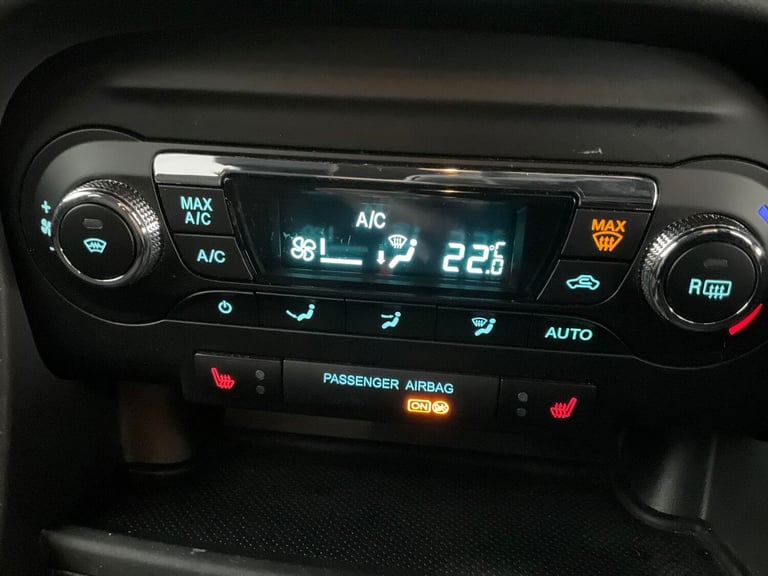 A/C
MAX
A/C
A/C
22.0 °C
MAX
R
AUTO
PASSENGER AIRBAG
ON